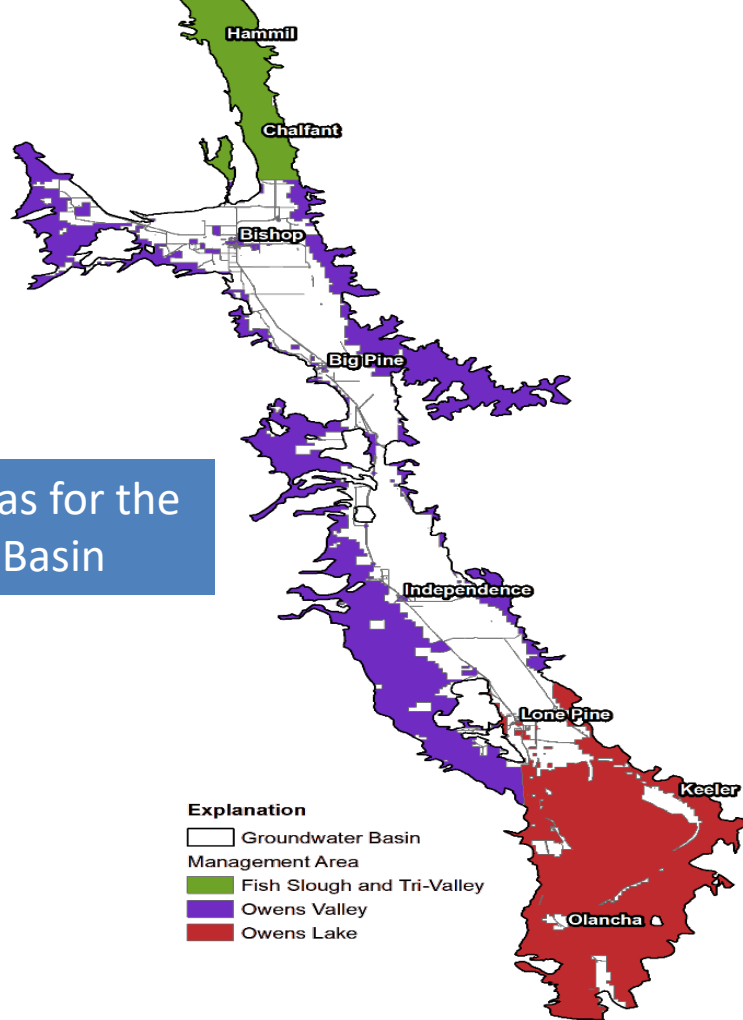 Hammil
Chalfant
Bishop
Big Pine
as for the
Basin
Independence
Lone Pine
Keeler
Explanation
Groundwater Basin
Management Area
Fish Slough and Tri-Valley
Owens Valley
Owens Lake
Olancha